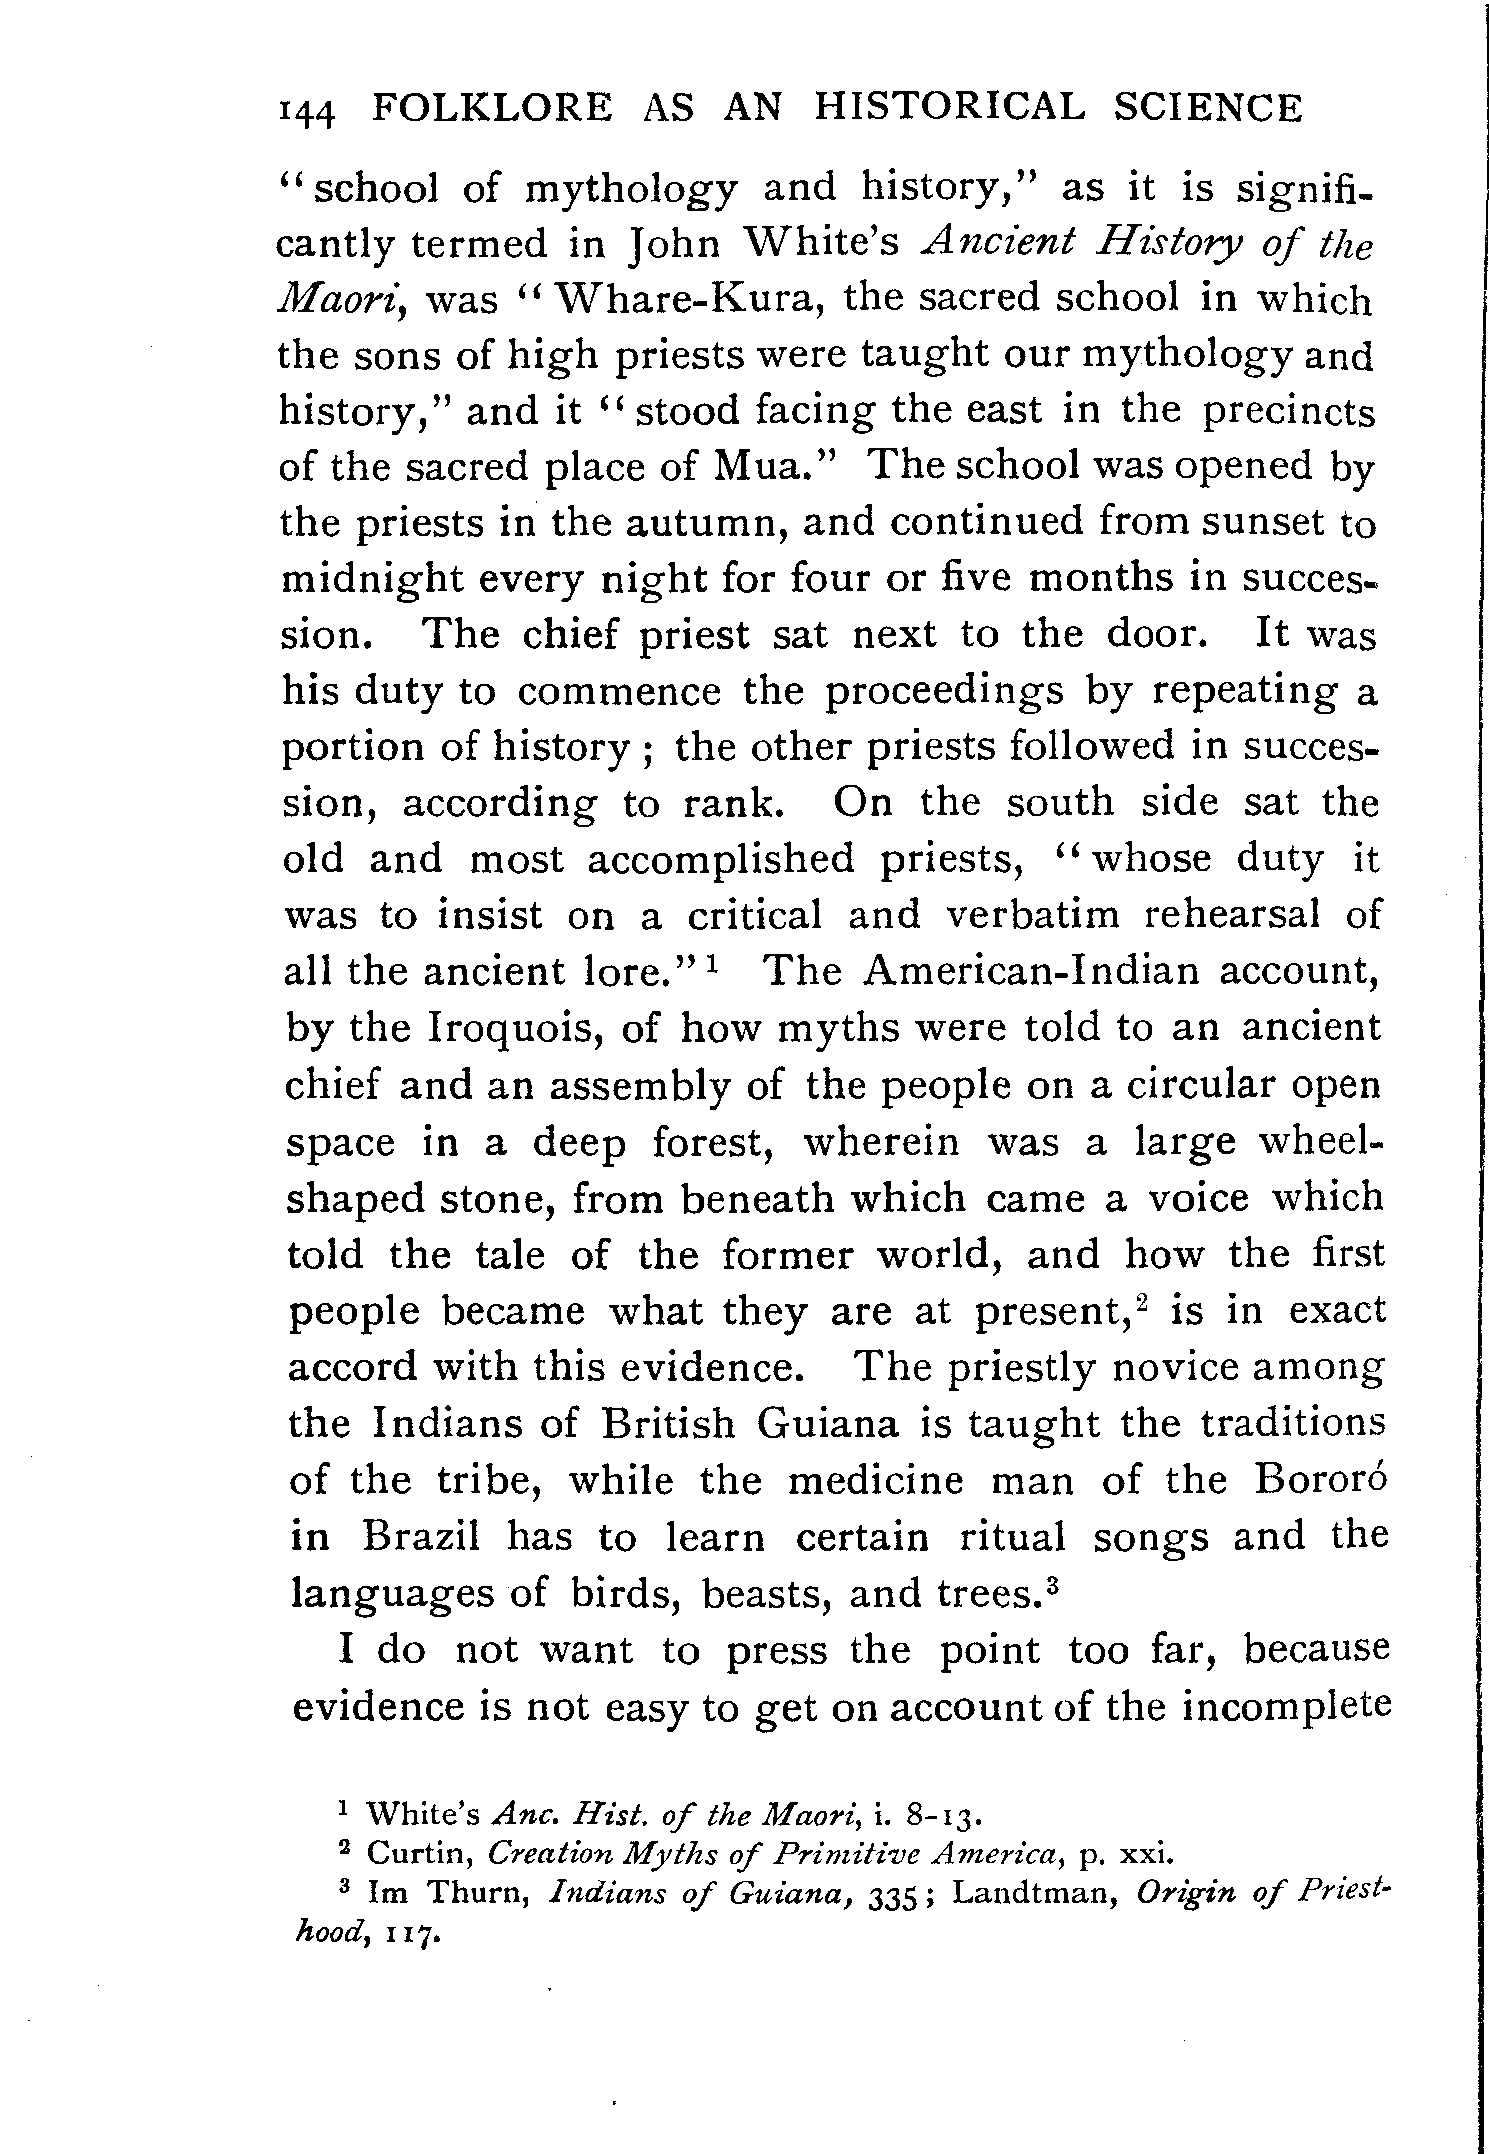 144 FOLKLORE AS AN HISTORICAL SCIENCE
“school of mythology and history,” as it is signifi-
cantly termed in John White’s Ancient History of the
Maori, was “Whare-Kura, the sacred school in which
the sons of high priests were taught our mythology and
history,” and it “stood facing the east in the precincts
of the sacred place of Mua.” The school was opened by
the priests in the autumn, and continued from sunset to
midnight every night for four or five months in succes-
sion. The chief priest sat next to the door. It was
his duty to commence the proceedings by repeating a
portion of history; the other priests followed in succes-
sion, according to rank. On the south side sat the
old and most accomplished priests, “whose duty it
was to insist on a critical and verbatim rehearsal of
all the ancient lore.”¹ The American-Indian account,
by the Iroquois, of how myths were told to an ancient
chief and an assembly of the people on a circular open
space in a deep forest, wherein was a large wheel-
shaped stone, from beneath which came a voice which
told the tale of the former world, and how the first
people became what they are at present,² is in exact
accord with this evidence. The priestly novice among
the Indians of British Guiana is taught the traditions
of the tribe, while the medicine man of the Bororó
in Brazil has to learn certain ritual songs and the
languages of birds, beasts, and trees.³
I do not want to press the point too far, because
evidence is not easy to get on account of the incomplete
¹ White’s Anc. Hist. of the Maori, i. 8-13.
² Curtin, Creation Myths of Primitive America, p. xxi.
³ Im Thurn, Indians of Guiana, 335; Landtman, Origin of Priest-
hood, 117.